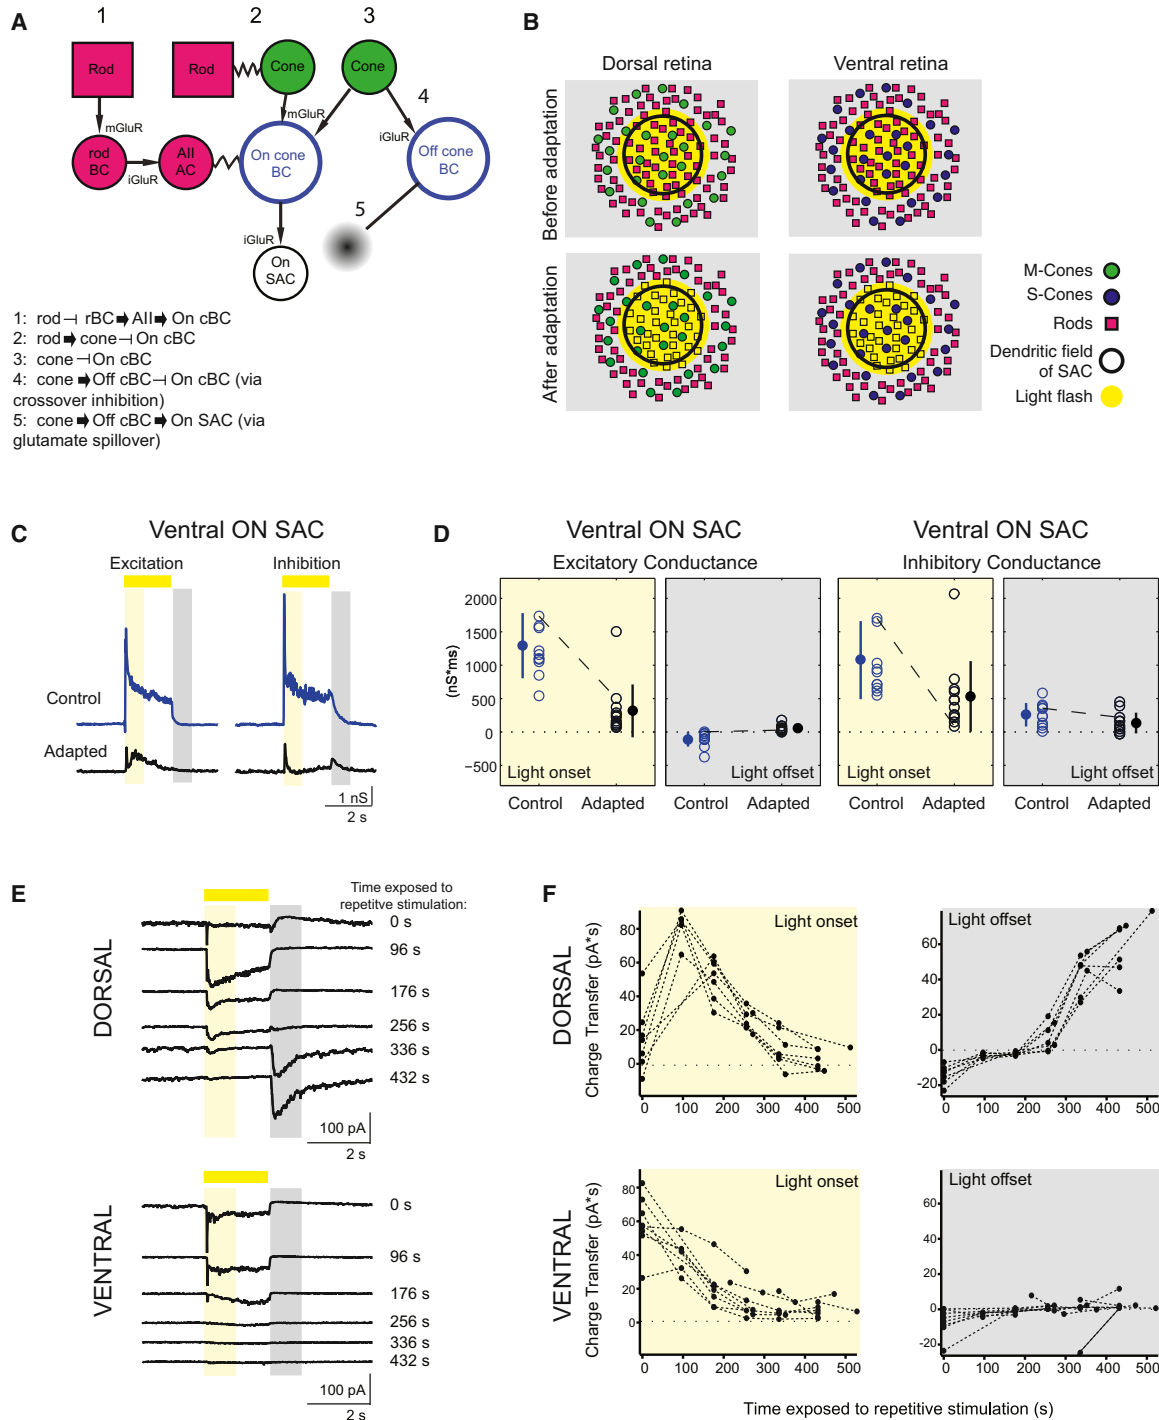 A
1
2
3
Rod
Rod
Cone
Cone
4
mGluR
mGluR
iGluR
rod
BC
AII
AC
On cone
BC
Off cone
BC
iGluR
5
iGluR
On
SAC
1: rod ⊣ rBC ➡ AII ➡ On cBC
2: rod ➡ cone ⊣ On cBC
3: cone ⊣ On cBC
4: cone ➡ Off cBC ⊣ On cBC (via
crossover inhibition)
5: cone ➡ Off cBC ➡ On SAC (via
glutamate spillover)
B
Dorsal retina
Ventral retina
Before adaptation
After adaptation
M-Cones
S-Cones
Rods
Dendritic field
of SAC
Light flash
C
Ventral ON SAC
Excitation
Inhibition
Control
Adapted
1 nS
2 s
D
Ventral ON SAC
Excitatory Conductance
Ventral ON SAC
Inhibitory Conductance
(nS*ms)
2000
1500
1000
500
0
−500
Light onset
Light offset
Light onset
Light offset
Control
Adapted
Control
Adapted
Control
Adapted
Control
Adapted
E
Time exposed to
repetitive stimulation:
DORSAL
0 s
96 s
176 s
256 s
336 s
432 s
100 pA
2 s
VENTRAL
0 s
96 s
176 s
256 s
336 s
432 s
100 pA
2 s
F
DORSAL
Charge Transfer (pA*s)
Light onset
80
60
40
20
0
0 100 200 300 400 500
Light offset
60
40
20
0
-20
0 100 200 300 400 500
VENTRAL
Charge Transfer (pA*s)
Light onset
80
60
40
20
0
0 100 200 300 400 500
Light offset
60
40
20
0
-20
0 100 200 300 400 500
Time exposed to repetitive stimulation (s)